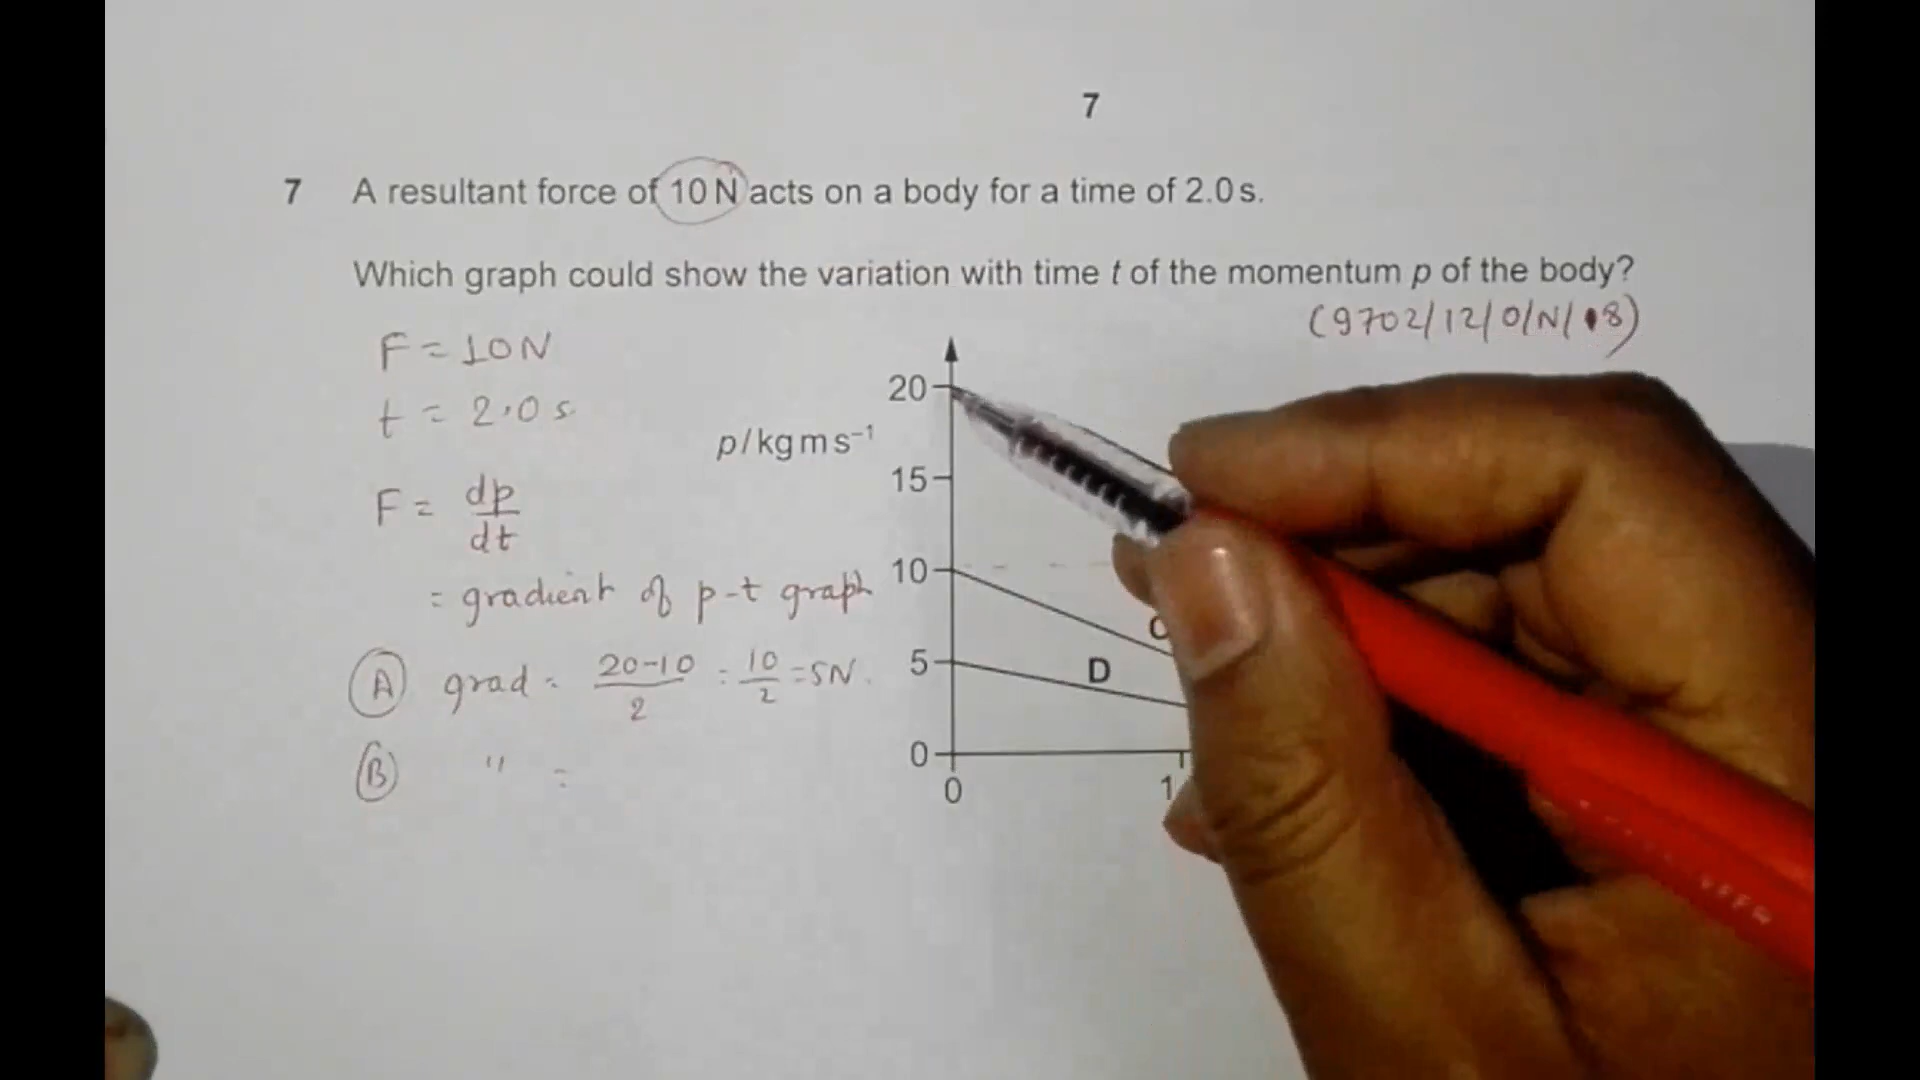 7
7 A resultant force of 10 N acts on a body for a time of 2.0 s.
Which graph could show the variation with time t of the momentum p of the body?
(9702/12/O/N/18)
F = 10N
t = 2.0 s
F = dp/dt
= gradient of p-t graph
(A) grad = 20-10/2 = 10/2 = 5N.
(B) " =
p/kg m s⁻¹
20
15
10
5
0
C
D
0 1